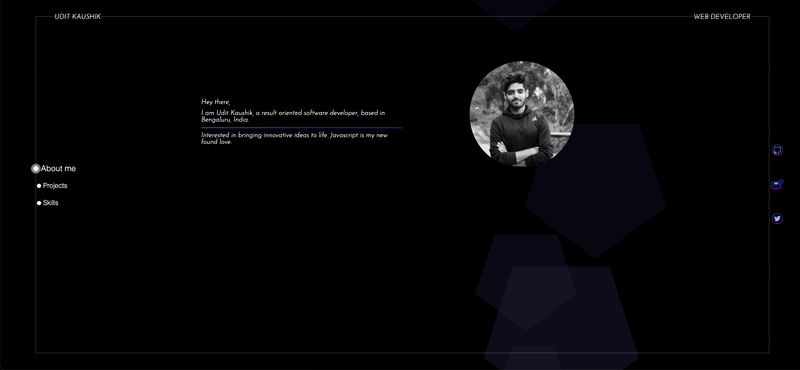 UDIT KAUSHIK
WEB DEVELOPER
Hey there,
I am Udit Kaushik, a result oriented software developer, based in
Bengaluru, India.
Interested in bringing innovative ideas to life. Javascript is my new
found love.
About me
Projects
Skills